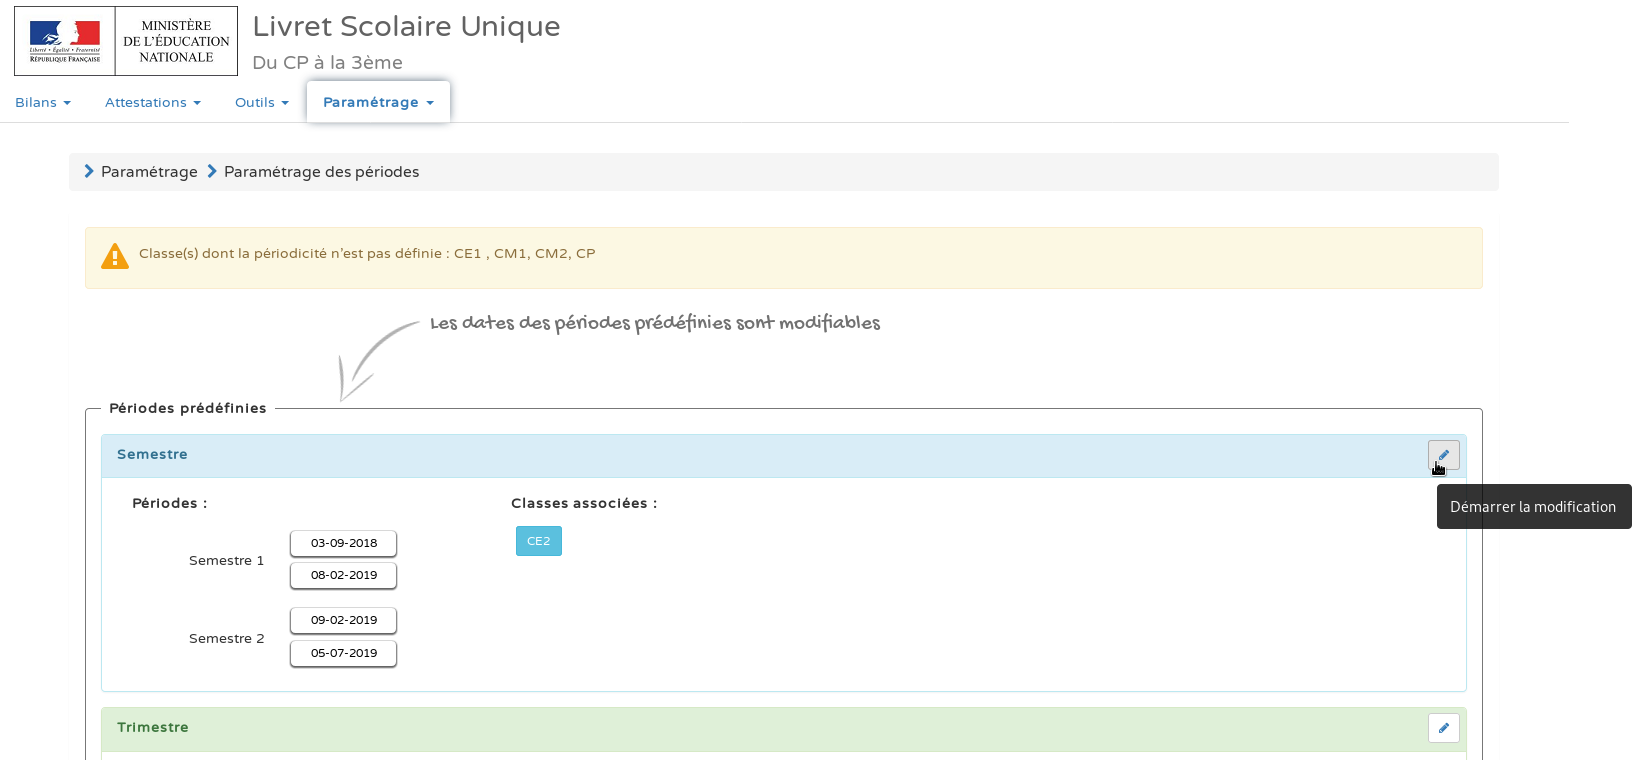 Liberté • Égalité • Fraternité
RÉPUBLIQUE FRANÇAISE
MINISTÈRE
DE L'ÉDUCATION
NATIONALE
Livret Scolaire Unique
Du CP à la 3ème
Bilans Attestations Outils Paramétrage
Paramétrage Paramétrage des périodes
Classe(s) dont la périodicité n'est pas définie : CE1 , CM1, CM2, CP
Les dates des périodes prédéfinies sont modifiables
Périodes prédéfinies
Semestre
Démarrer la modification
Périodes :
Classes associées :
CE2
Semestre 1
03-09-2018
08-02-2019
Semestre 2
09-02-2019
05-07-2019
Trimestre